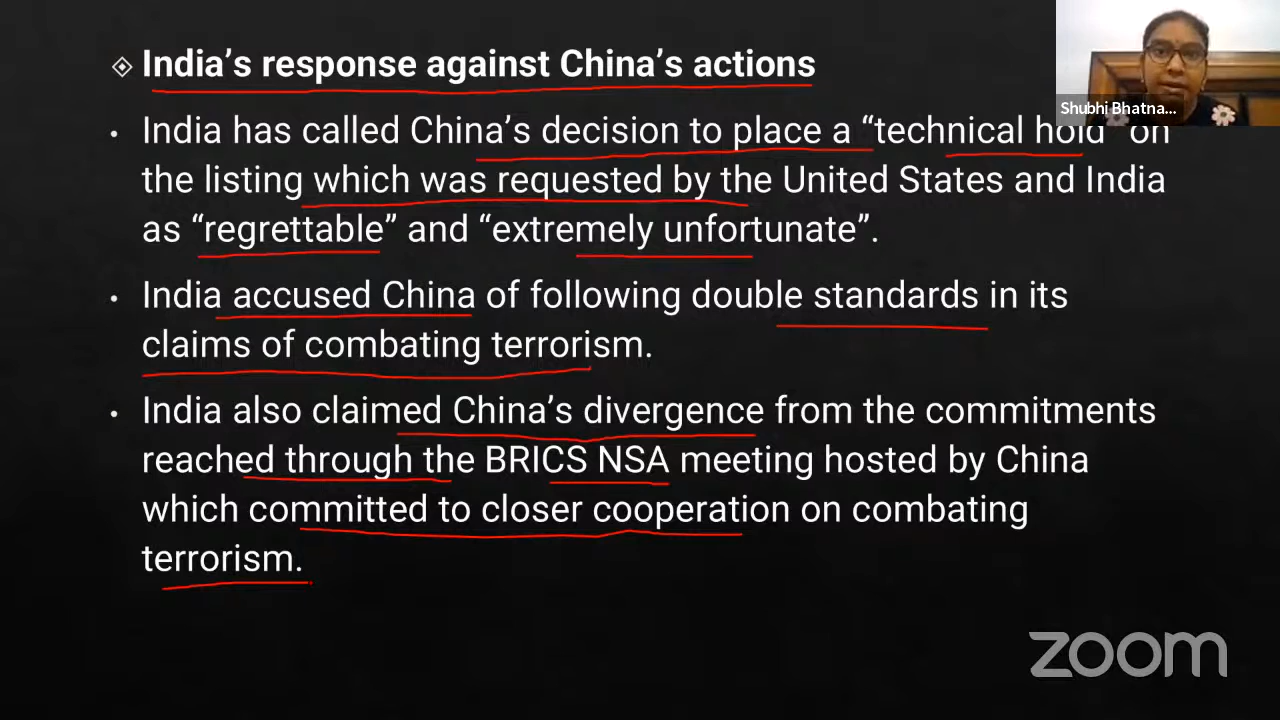 India’s response against China’s actions
Shubhi Bhatna...
India has called China’s decision to place a “technical hold” on
the listing which was requested by the United States and India
as “regrettable” and “extremely unfortunate”.
India accused China of following double standards in its
claims of combating terrorism.
India also claimed China’s divergence from the commitments
reached through the BRICS NSA meeting hosted by China
which committed to closer cooperation on combating
terrorism.
zoom